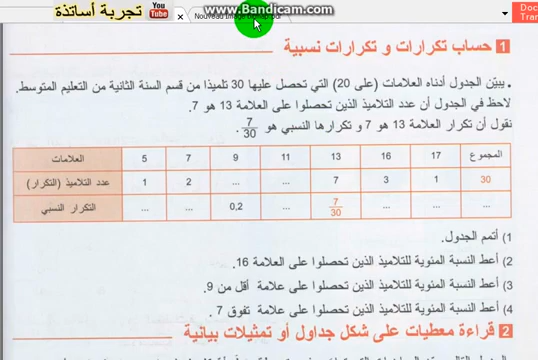 www.Bandicam.com
تجربة أساتذة
You Tube
Nouveau Image bitmap.pdf
1 حساب تكرارات و تكرارات نسبية
• يبيّن الجدول أدناه العلامات (على 20) التي تحصل عليها 30 تلميذا من قسم السنة الثانية من التعليم المتوسط.
لاحظ في الجدول أن عدد التلاميذ الذين تحصلوا على العلامة 13 هو 7.
نقول أن تكرار العلامة 13 هو 7 و تكرارها النسبي هو 7/30 .
العلامات 5 7 9 11 13 16 17 المجموع
عدد التلاميذ (التكرار) 1 2 ... ... 7 3 1 30
التكرار النسبي ... ... 0,2 ... 7/30 ... ... ...
1) أتمم الجدول.
2) أعط النسبة المئوية للتلاميذ الذين تحصلوا على العلامة 16.
3) أعط النسبة المئوية للتلاميذ الذين تحصلوا على علامة أقل من 9.
4) أعط النسبة المئوية للتلاميذ الذين تحصلوا على علامة تفوق 7 .
2 قراءة معطيات على شكل جداول أو تمثيلات بيانية